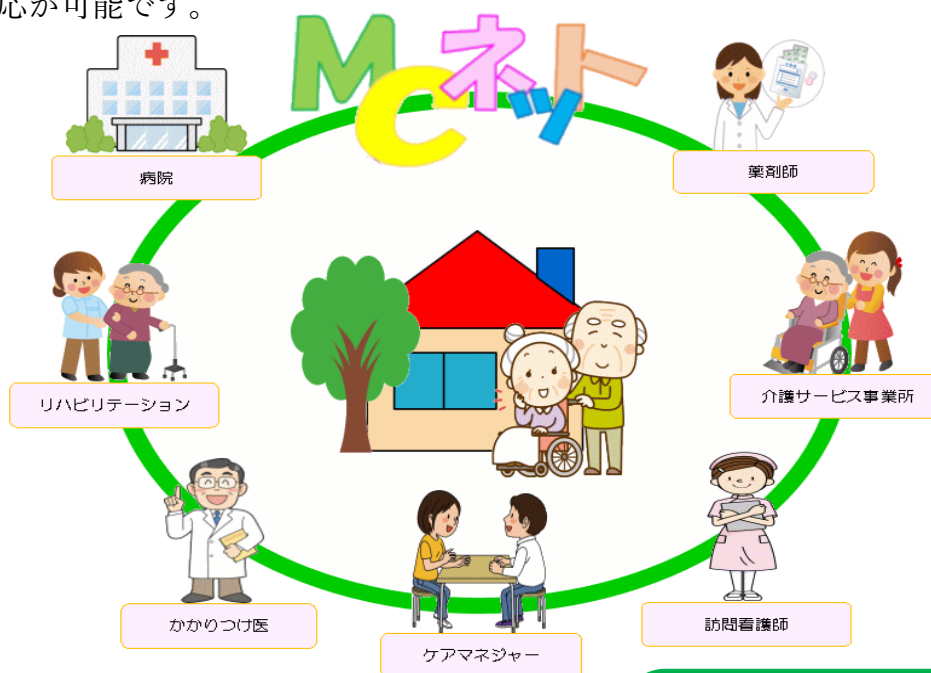 応が可能です。
MCネット
病院
薬剤師
リハビリテーション
介護サービス事業所
かかりつけ医
訪問看護師
ケアマネジャー